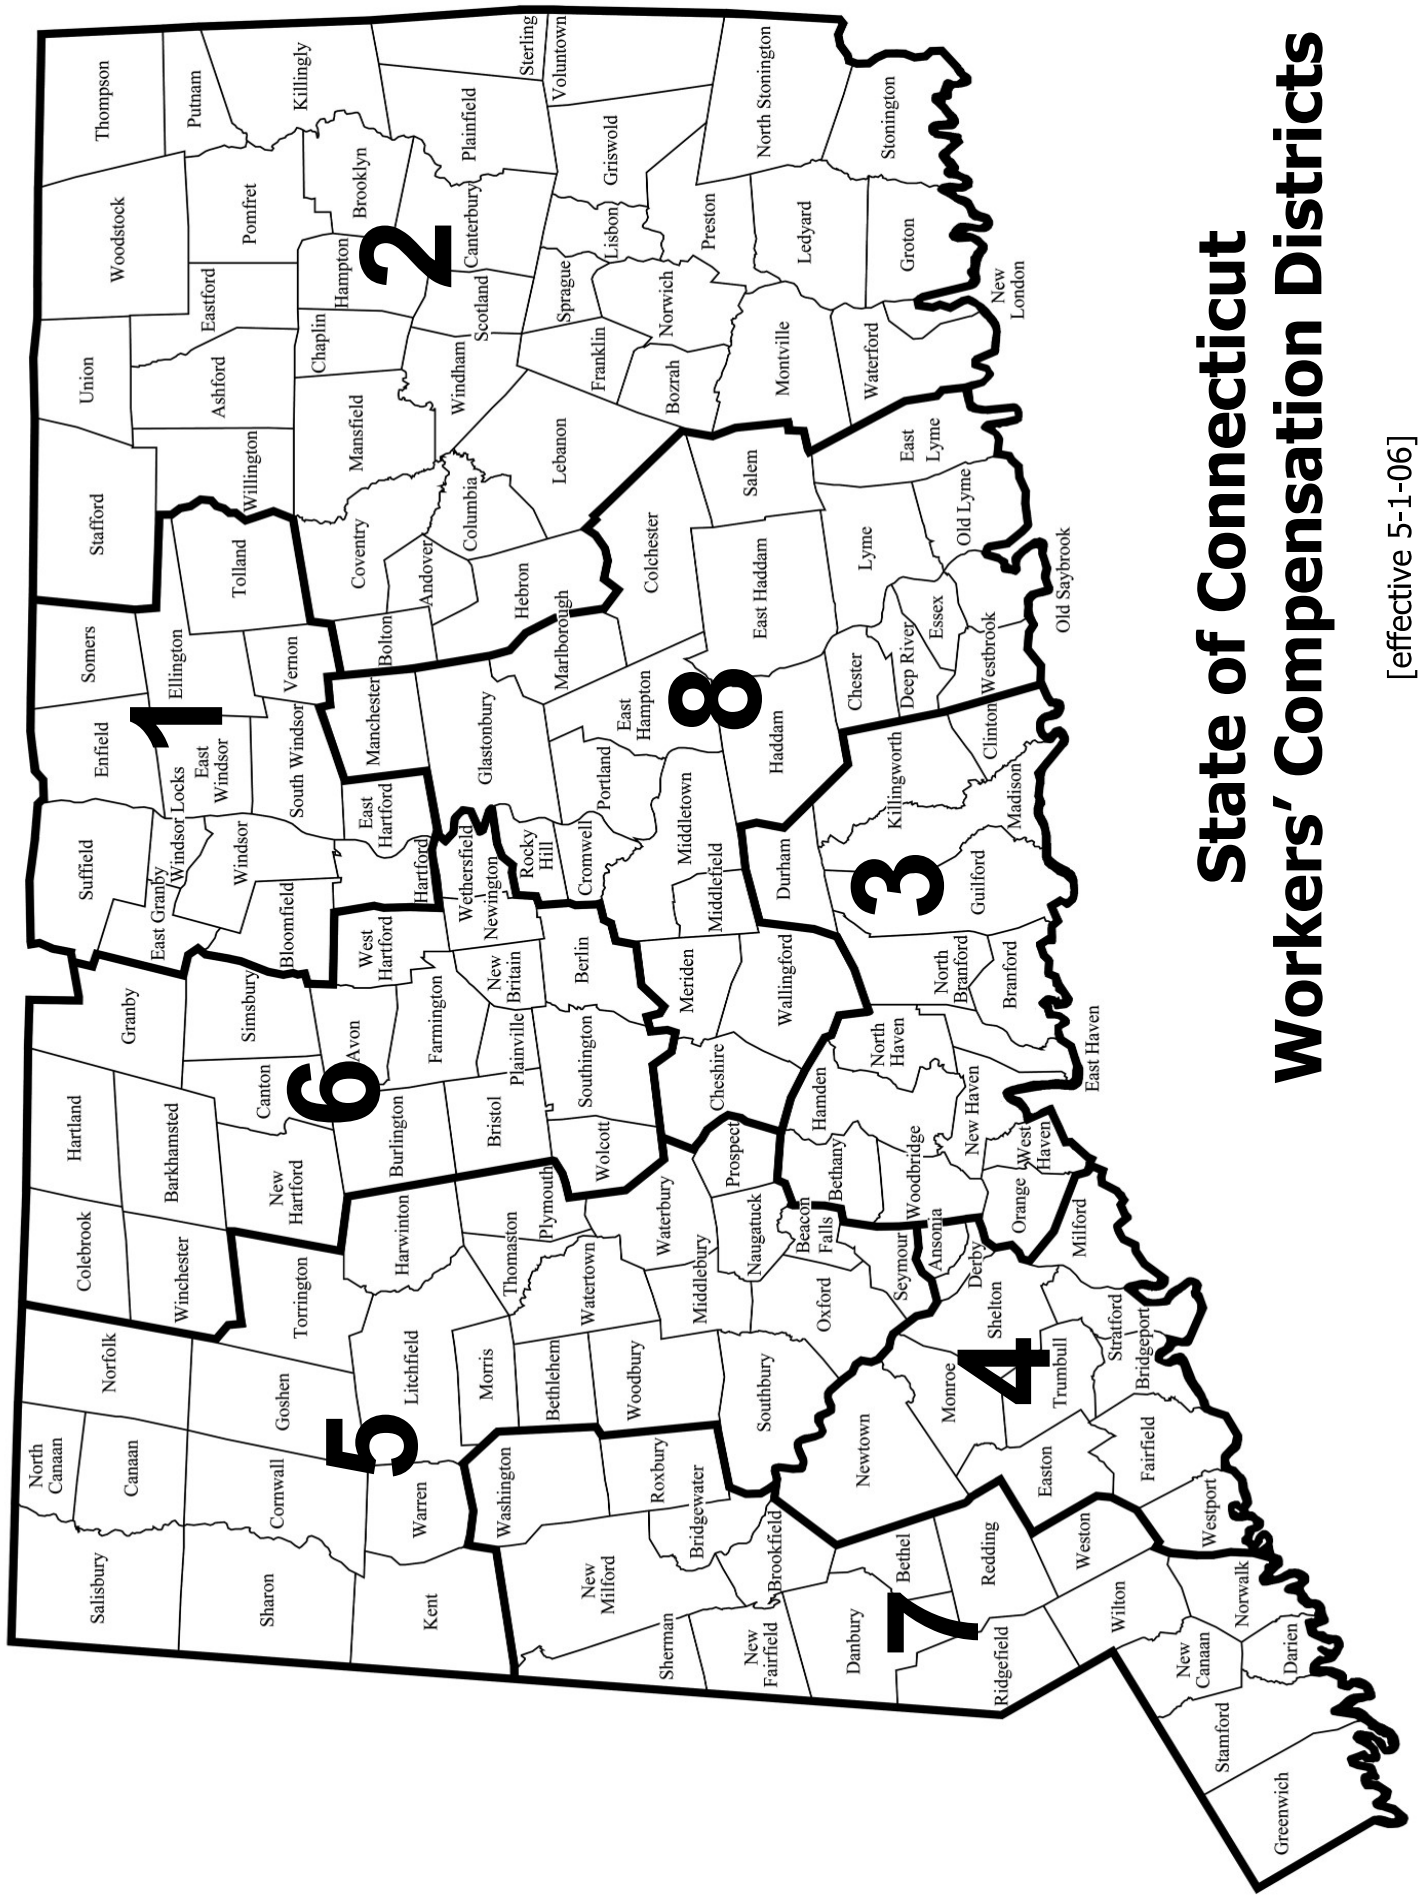 State of Connecticut
Workers’ Compensation Districts
[effective 5-1-06]
Salisbury
North
Canaan
Canaan
Norfolk
Colebrook
Hartland
Granby
Suffield
Enfield
Somers
Stafford
Union
Woodstock
Thompson
Putnam
Winchester
Barkhamsted
East Granby
Windsor Locks
East
Windsor
1
Ellington
Sharon
Cornwall
Goshen
Torrington
New
Hartford
Canton
Simsbury
Bloomfield
Windsor
South Windsor
Vernon
Tolland
Willington
Ashford
Eastford
Pomfret
Killingly
5
6
Avon
West
Hartford
Hartford
East
Hartford
Manchester
Bolton
Coventry
Mansfield
Chaplin
Hampton
Brooklyn
2
Kent
Warren
Litchfield
Harwinton
Burlington
Farmington
Wethersfield
Newington
Glastonbury
Andover
Columbia
Windham
Scotland
Canterbury
Plainfield
Sterling
Washington
Morris
Thomaston
Plymouth
Bristol
Plainville
New
Britain
Rocky
Hill
Hebron
Lebanon
Franklin
Sprague
Lisbon
Griswold
Voluntown
New
Milford
Bethlehem
Watertown
Wolcott
Southington
Berlin
Cromwell
Portland
East
Hampton
Marlborough
Colchester
Bozrah
Norwich
Preston
North Stonington
Sherman
Bridgewater
Roxbury
Woodbury
Middlebury
Waterbury
Prospect
Cheshire
Meriden
Middlefield
Middletown
8
Haddam
East Haddam
Salem
Montville
Ledyard
New
Fairfield
Brookfield
Southbury
Naugatuck
Beacon
Falls
Bethany
Hamden
Wallingford
Durham
Danbury
7
Bethel
Newtown
Oxford
Seymour
Woodbridge
North
Haven
3
Killingworth
Chester
Deep River
Essex
Lyme
East
Lyme
Waterford
Groton
Stonington
Ridgefield
Redding
Monroe
4
Shelton
Ansonia
Derby
Orange
New Haven
West
Haven
North
Branford
Branford
Guilford
Madison
Clinton
Westbrook
Old Lyme
Old Saybrook
New
London
East Haven
Weston
Easton
Trumbull
Stratford
Milford
Wilton
Fairfield
Bridgeport
Westport
Norwalk
New
Canaan
Darien
Stamford
Greenwich